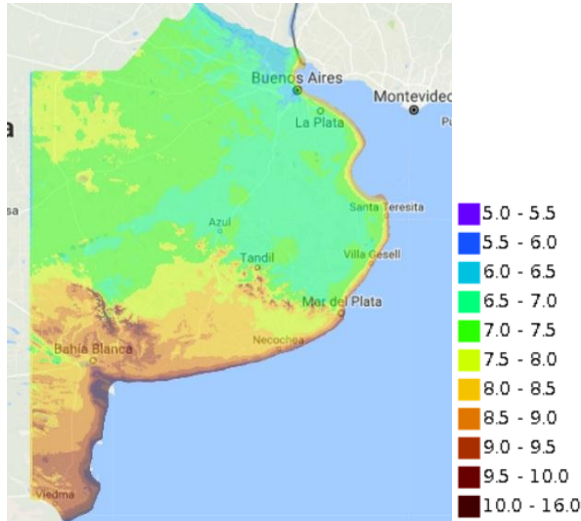 Buenos Aires
Montevideo
La Plata
a
Santa Teresita
Azul
Villa Gesell
Tandil
Mar del Plata
Necochea
Bahía Blanca
Viedma
5.0 - 5.5
5.5 - 6.0
6.0 - 6.5
6.5 - 7.0
7.0 - 7.5
7.5 - 8.0
8.0 - 8.5
8.5 - 9.0
9.0 - 9.5
9.5 - 10.0
10.0 - 16.0